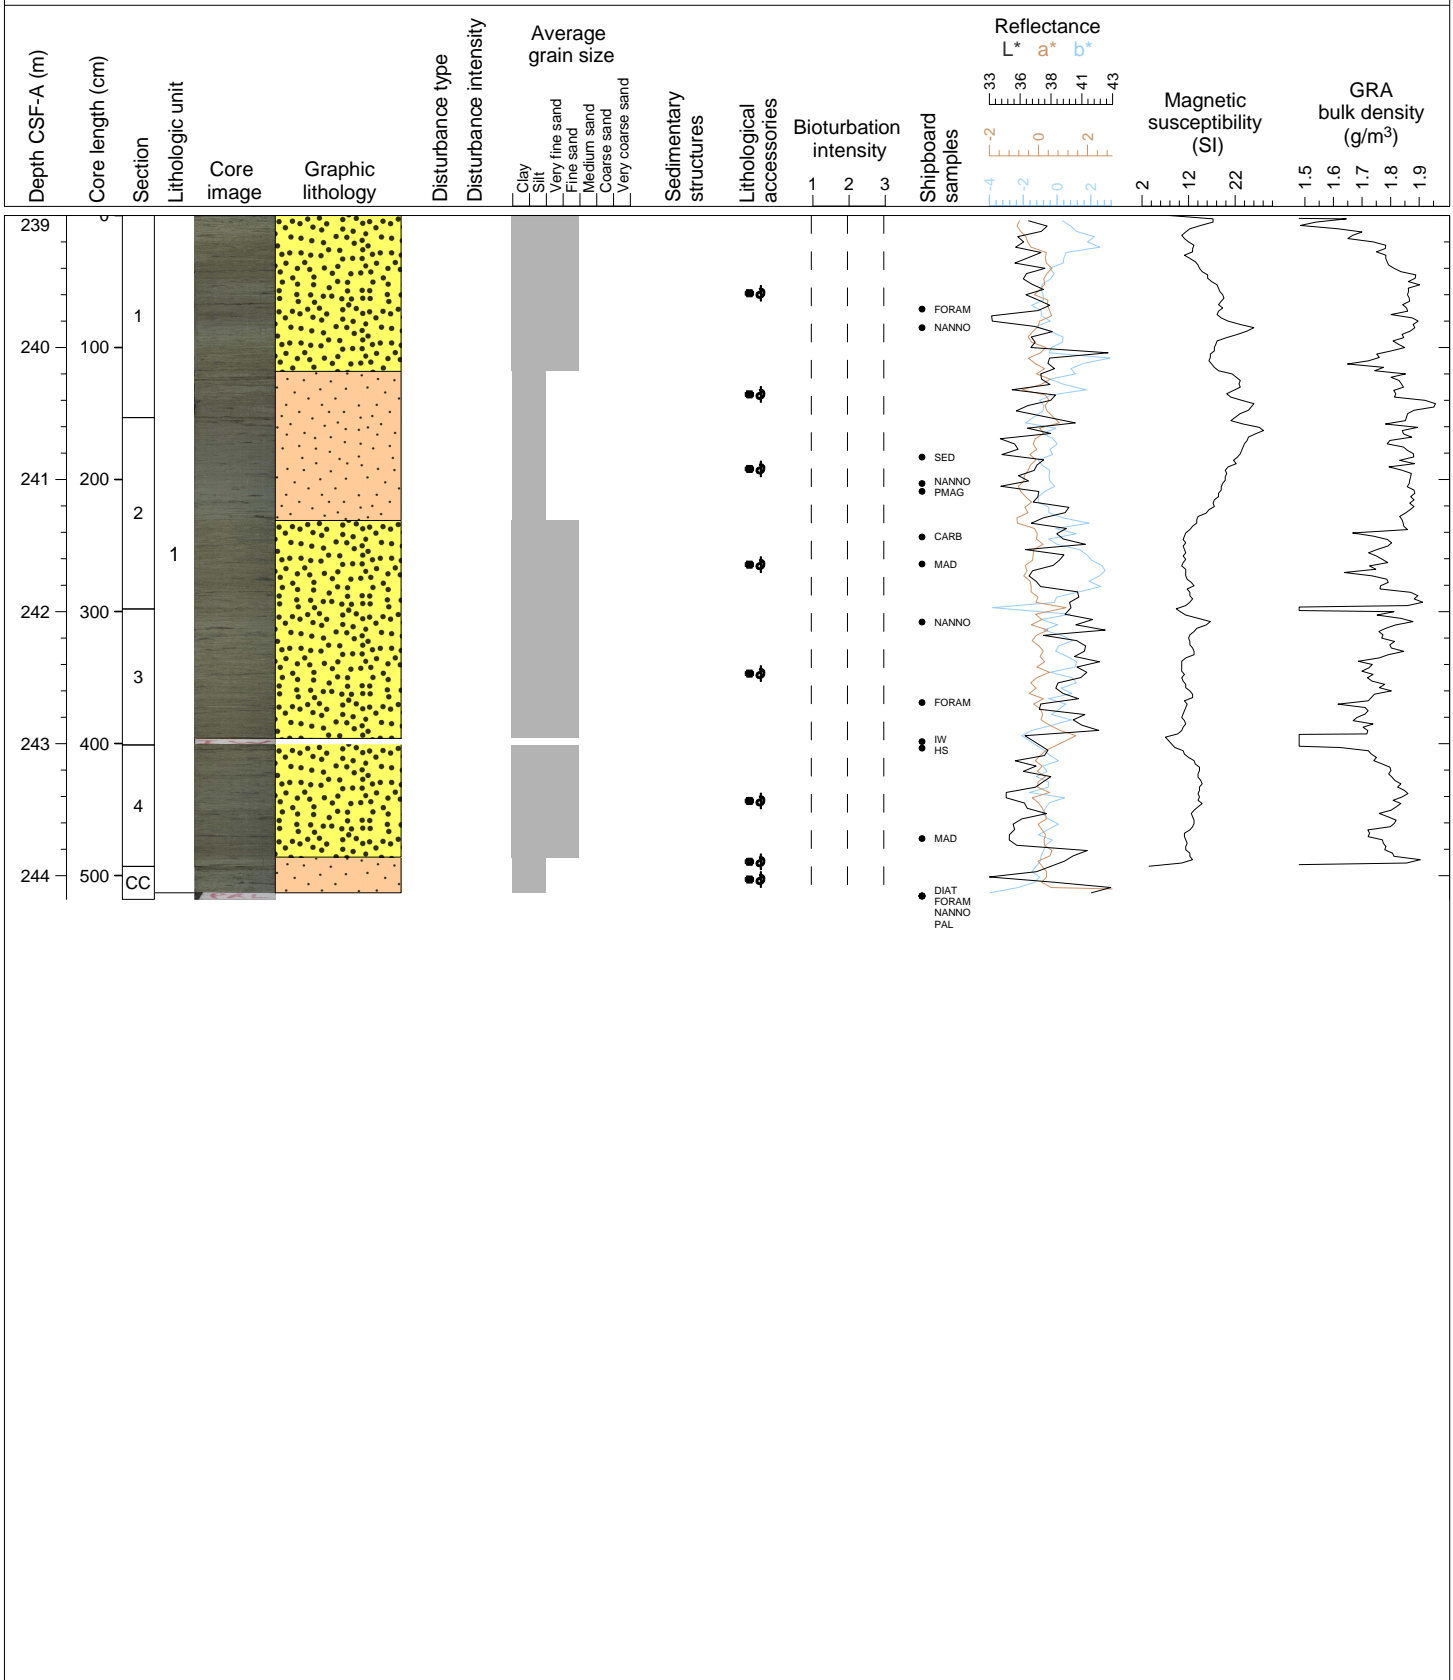 Depth CSF-A (m)
Core length (cm)
Section
Lithologic unit
Core
image
Graphic
lithology
Disturbance type
Disturbance intensity
Average
grain size
Clay
Silt
Very fine sand
Fine sand
Medium sand
Coarse sand
Very coarse sand
Sedimentary
structures
Lithological
accessories
Bioturbation
intensity
1 2 3
Shipboard
samples
Reflectance
L* a* b*
33 36 38 41 43
-2 0 2
-4 -2 0 2
Magnetic
susceptibility
(SI)
2 12 22
GRA
bulk density
(g/m³)
1.5 1.6 1.7 1.8 1.9
239
240
241
242
243
244
0
100
200
300
400
500
1
2
3
4
CC
1
FORAM
NANNO
SED
NANNO
PMAG
CARB
MAD
NANNO
FORAM
IW
HS
MAD
DIAT
FORAM
NANNO
PAL